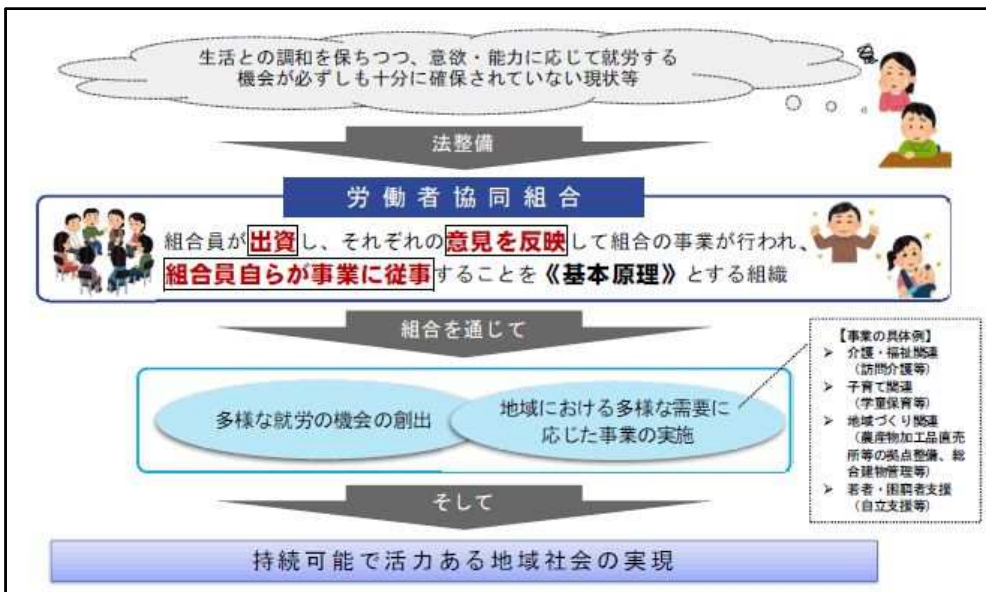 生活との調和を保ちつつ、意欲・能力に応じて就労する
機会が必ずしも十分に確保されていない現状等
法整備
労働者協同組合
組合員が出資し、それぞれの意見を反映して組合の事業が行われ、
組合員自らが事業に従事することを《基本原理》とする組織
組合を通じて
多様な就労の機会の創出
地域における多様な需要に
応じた事業の実施
【事業の具体例】
➢ 介護・福祉関連
（訪問介護等）
➢ 子育て関連
（学童保育等）
➢ 地域づくり関連
（農産物加工品直売
所等の拠点整備、総
合建物管理等）
➢ 若者・困窮者支援
（自立支援等）
そして
持続可能で活力ある地域社会の実現